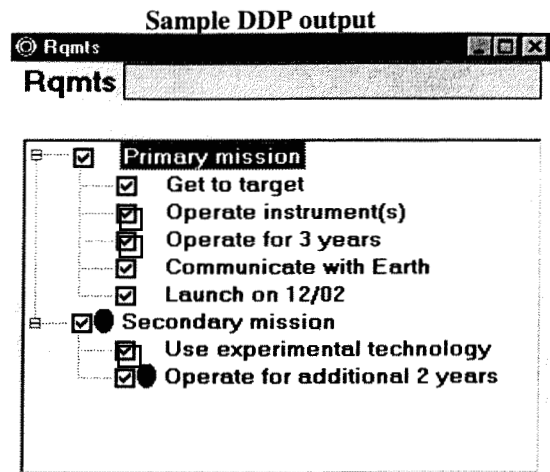 Sample DDP output
Rqmts
Rqmts
Primary mission
Get to target
Operate instrument(s)
Operate for 3 years
Communicate with Earth
Launch on 12/02
Secondary mission
Use experimental technology
Operate for additional 2 years